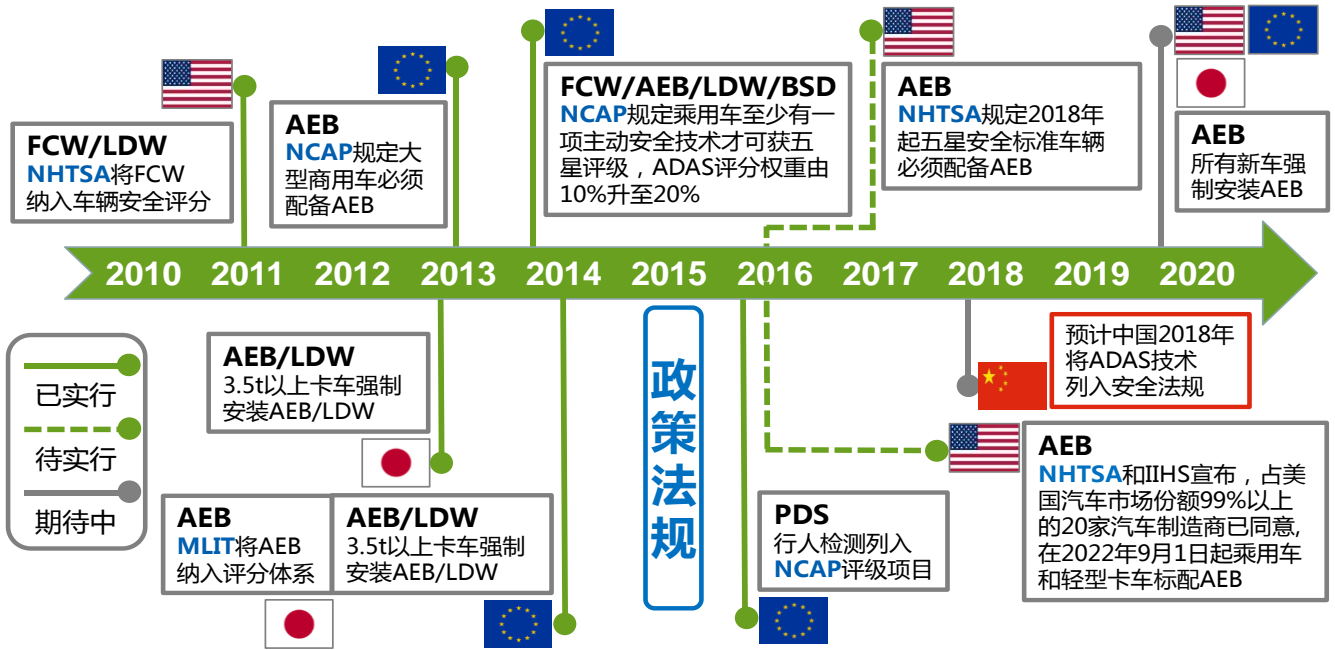 FCW/LDW
NHTSA将FCW
纳入车辆安全评分
AEB
NCAP规定大
型商用车必须
配备AEB
FCW/AEB/LDW/BSD
NCAP规定乘用车至少有一
项主动安全技术才可获五
星评级，ADAS评分权重由
10%升至20%
AEB
NHTSA规定2018年
起五星安全标准车辆
必须配备AEB
AEB
所有新车强
制安装AEB
2010 2011 2012 2013 2014 2015 2016 2017 2018 2019 2020
已实行
待实行
期待中
AEB/LDW
3.5t以上卡车强制
安装AEB/LDW
AEB
MLIT将AEB
纳入评分体系
AEB/LDW
3.5t以上卡车强制
安装AEB/LDW
政
策
法
规
PDS
行人检测列入
NCAP评级项目
预计中国2018年
将ADAS技术
列入安全法规
AEB
NHTSA和IIHS宣布，占美
国汽车市场份额99%以上
的20家汽车制造商已同意,
在2022年9月1日起乘用车
和轻型卡车标配AEB